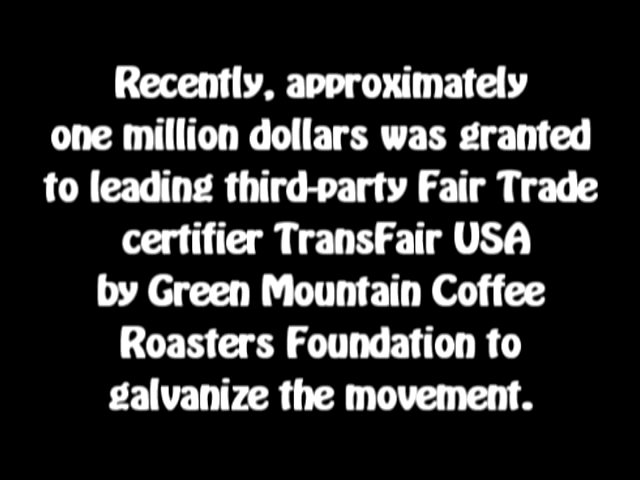 Recently, approximately
one million dollars was granted
to leading third-party Fair Trade
certifier TransFair USA
by Green Mountain Coffee
Roasters Foundation to
galvanize the movement.